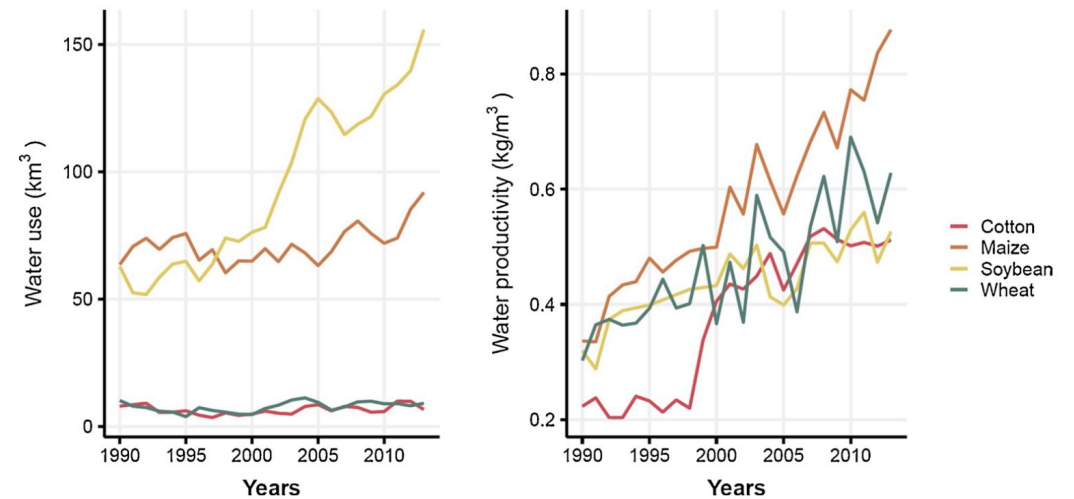 Water use (km³ )
150
100
50
0
1990 1995 2000 2005 2010
Years
Water productivity (kg/m³ )
0.8
0.6
0.4
0.2
1990 1995 2000 2005 2010
Years
Cotton
Maize
Soybean
Wheat